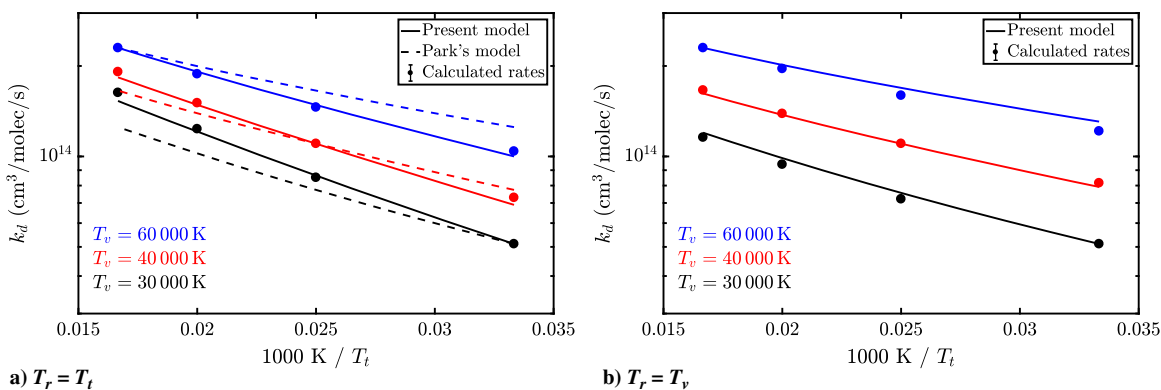 Present model
Park's model
Calculated rates
10^14
k_d (cm^3/molec/s)
T_v = 60 000 K
T_v = 40 000 K
T_v = 30 000 K
0.015 0.02 0.025 0.03 0.035
1000 K / T_t
a) T_r = T_t
Present model
Calculated rates
10^14
k_d (cm^3/molec/s)
T_v = 60 000 K
T_v = 40 000 K
T_v = 30 000 K
0.015 0.02 0.025 0.03 0.035
1000 K / T_t
b) T_r = T_v